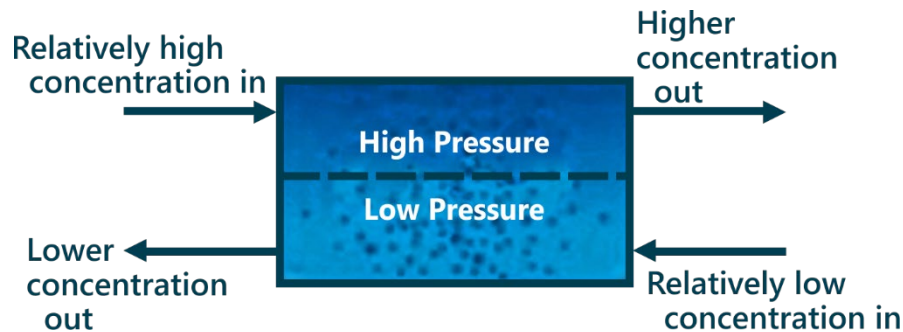 Relatively high
concentration in
Higher
concentration
out
High Pressure
Low Pressure
Lower
concentration
out
Relatively low
concentration in